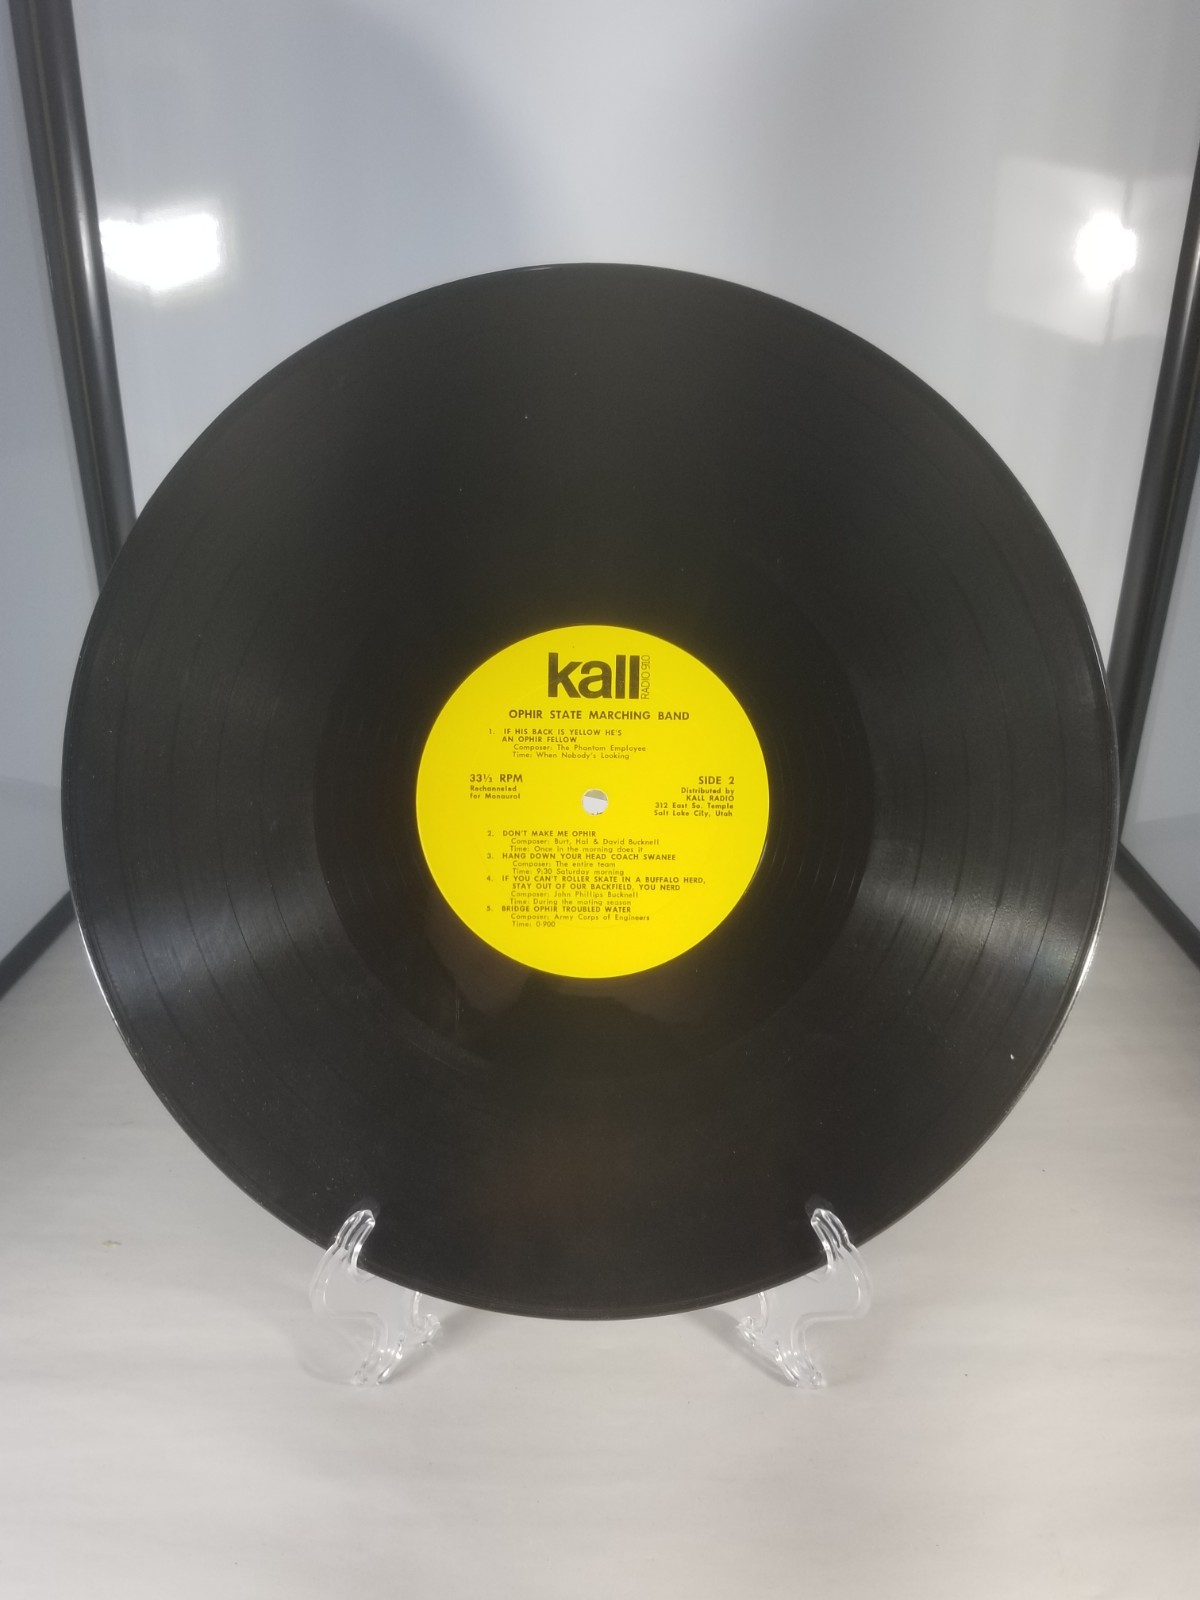 kall
RADIO 910
OPHIR STATE MARCHING BAND
1. IF HIS BACK IS YELLOW HE'S
AN OPHIR FELLOW
Composer: The Phantom Employee
Time: When Nobody's Looking
33⅓ RPM
Rechanneled
for Monaural
SIDE 2
Distributed by
KALL RADIO
312 East So. Temple
Salt Lake City, Utah
2. DON'T MAKE ME OPHIR
Composer: Burt, Hal & David Bucknell
Time: Once in the morning does it
3. HANG DOWN YOUR HEAD COACH SWANEE
Composer: The entire team
Time: 9:30 Saturday morning
4. IF YOU CAN'T ROLLER SKATE IN A BUFFALO HERD,
STAY OUT OF OUR BACKFIELD, YOU NERD
Composer: John Phillips Bucknell
Time: During the mating season
5. BRIDGE OPHIR TROUBLED WATER
Composer: Army Corps of Engineers
Time: 0-900